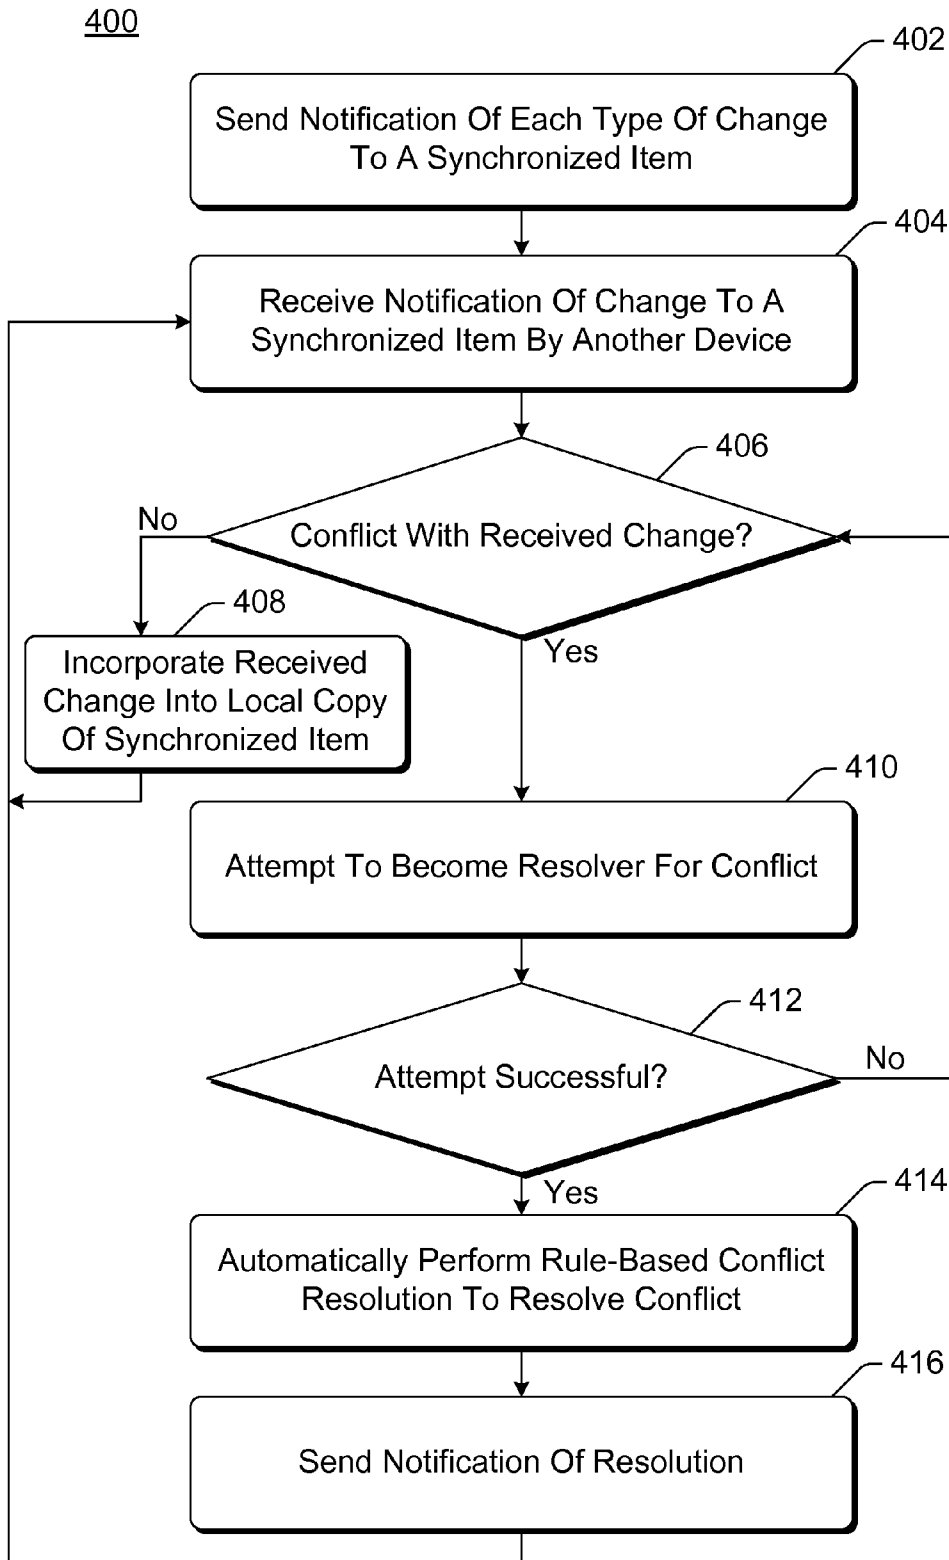 400
402
Send Notification Of Each Type Of Change
To A Synchronized Item
404
Receive Notification Of Change To A
Synchronized Item By Another Device
406
No
Conflict With Received Change?
Yes
408
Incorporate Received
Change Into Local Copy
Of Synchronized Item
410
Attempt To Become Resolver For Conflict
412
Attempt Successful?
No
Yes
414
Automatically Perform Rule-Based Conflict
Resolution To Resolve Conflict
416
Send Notification Of Resolution